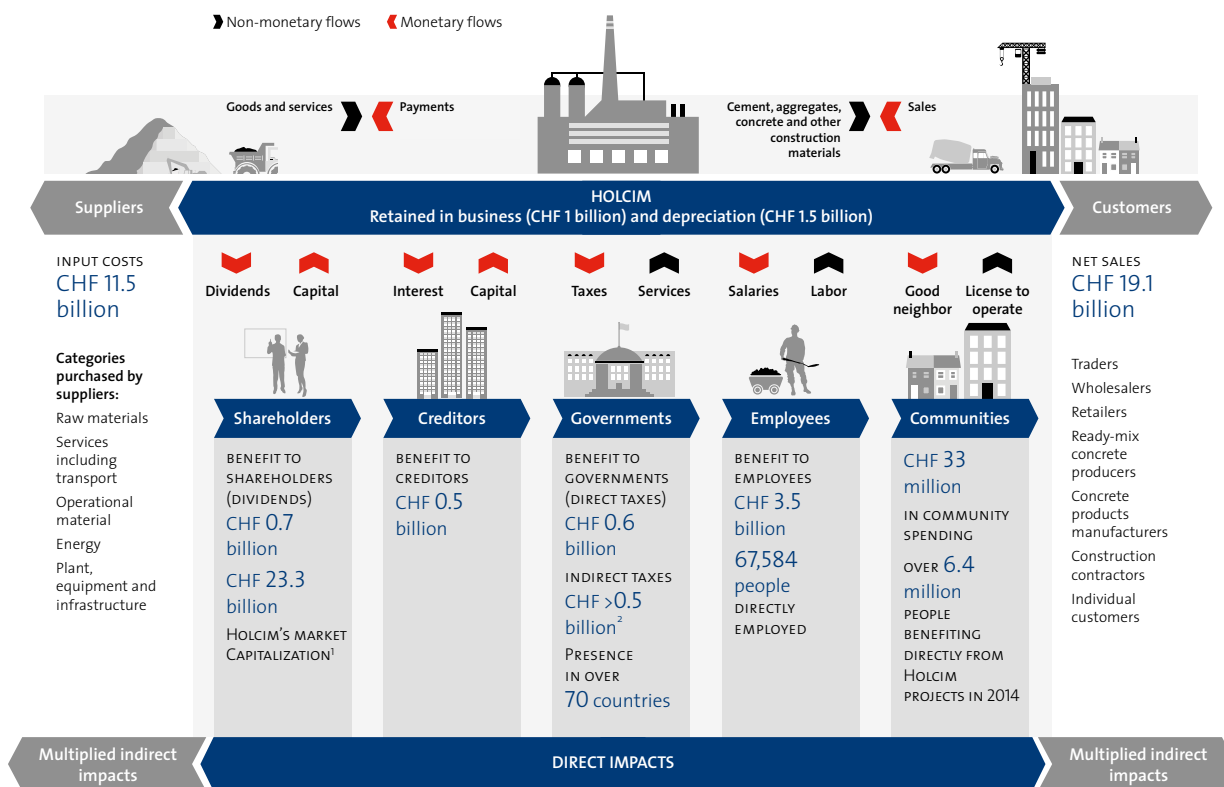 Non-monetary flows
Monetary flows
Goods and services
Payments
Cement, aggregates,
concrete and other
construction
materials
Sales
Suppliers
HOLCIM
Retained in business (CHF 1 billion) and depreciation (CHF 1.5 billion)
Customers
INPUT COSTS
CHF 11.5
billion
Categories
purchased by
suppliers:
Raw materials
Services
including
transport
Operational
material
Energy
Plant,
equipment and
infrastructure
Dividends
Capital
Interest
Capital
Taxes
Services
Salaries
Labor
Good
neighbor
License to
operate
Shareholders
BENEFIT TO
SHAREHOLDERS
(DIVIDENDS)
CHF 0.7
billion
CHF 23.3
billion
HOLCIM'S MARKET
CAPITALIZATION¹
Creditors
BENEFIT TO
CREDITORS
CHF 0.5
billion
Governments
BENEFIT TO
GOVERNMENTS
(DIRECT TAXES)
CHF 0.6
billion
INDIRECT TAXES
CHF >0.5
billion²
PRESENCE
IN OVER
70 countries
Employees
BENEFIT TO
EMPLOYEES
CHF 3.5
billion
67,584
people
DIRECTLY
EMPLOYED
Communities
CHF 33
million
IN COMMUNITY
SPENDING
OVER 6.4
million
PEOPLE
BENEFITING
DIRECTLY FROM
HOLCIM
PROJECTS IN 2014
NET SALES
CHF 19.1
billion
Traders
Wholesalers
Retailers
Ready-mix
concrete
producers
Concrete
products
manufacturers
Construction
contractors
Individual
customers
Multiplied indirect
impacts
DIRECT IMPACTS
Multiplied indirect
impacts